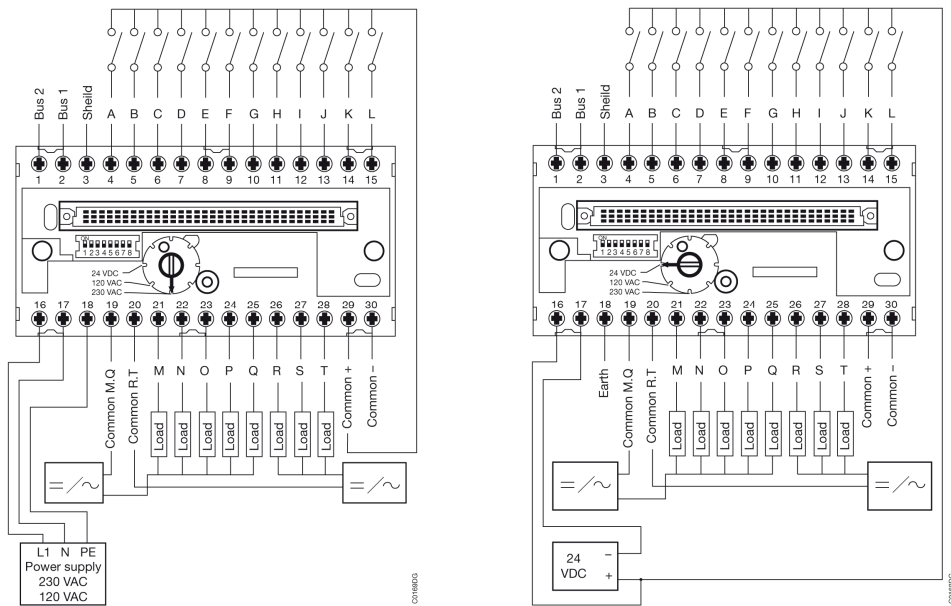 Bus 2 Bus 1 Sheild A B C D E F G H I J K L
1 2 3 4 5 6 7 8 9 10 11 12 13 14 15
ON
1 2 3 4 5 6 7 8
24 VDC
120 VAC
230 VAC
16 17 18 19 20 21 22 23 24 25 26 27 28 29 30
Common M.Q Common R.T M N O P Q R S T Common + Common -
Load Load Load Load Load Load Load Load
L1 N PE
Power supply
230 VAC
120 VAC
C0169DG
Bus 2 Bus 1 Sheild A B C D E F G H I J K L
1 2 3 4 5 6 7 8 9 10 11 12 13 14 15
ON
1 2 3 4 5 6 7 8
24 VDC
120 VAC
230 VAC
16 17 18 19 20 21 22 23 24 25 26 27 28 29 30
Earth Common M.Q Common R.T M N O P Q R S T Common + Common -
Load Load Load Load Load Load Load Load
24 -
VDC +